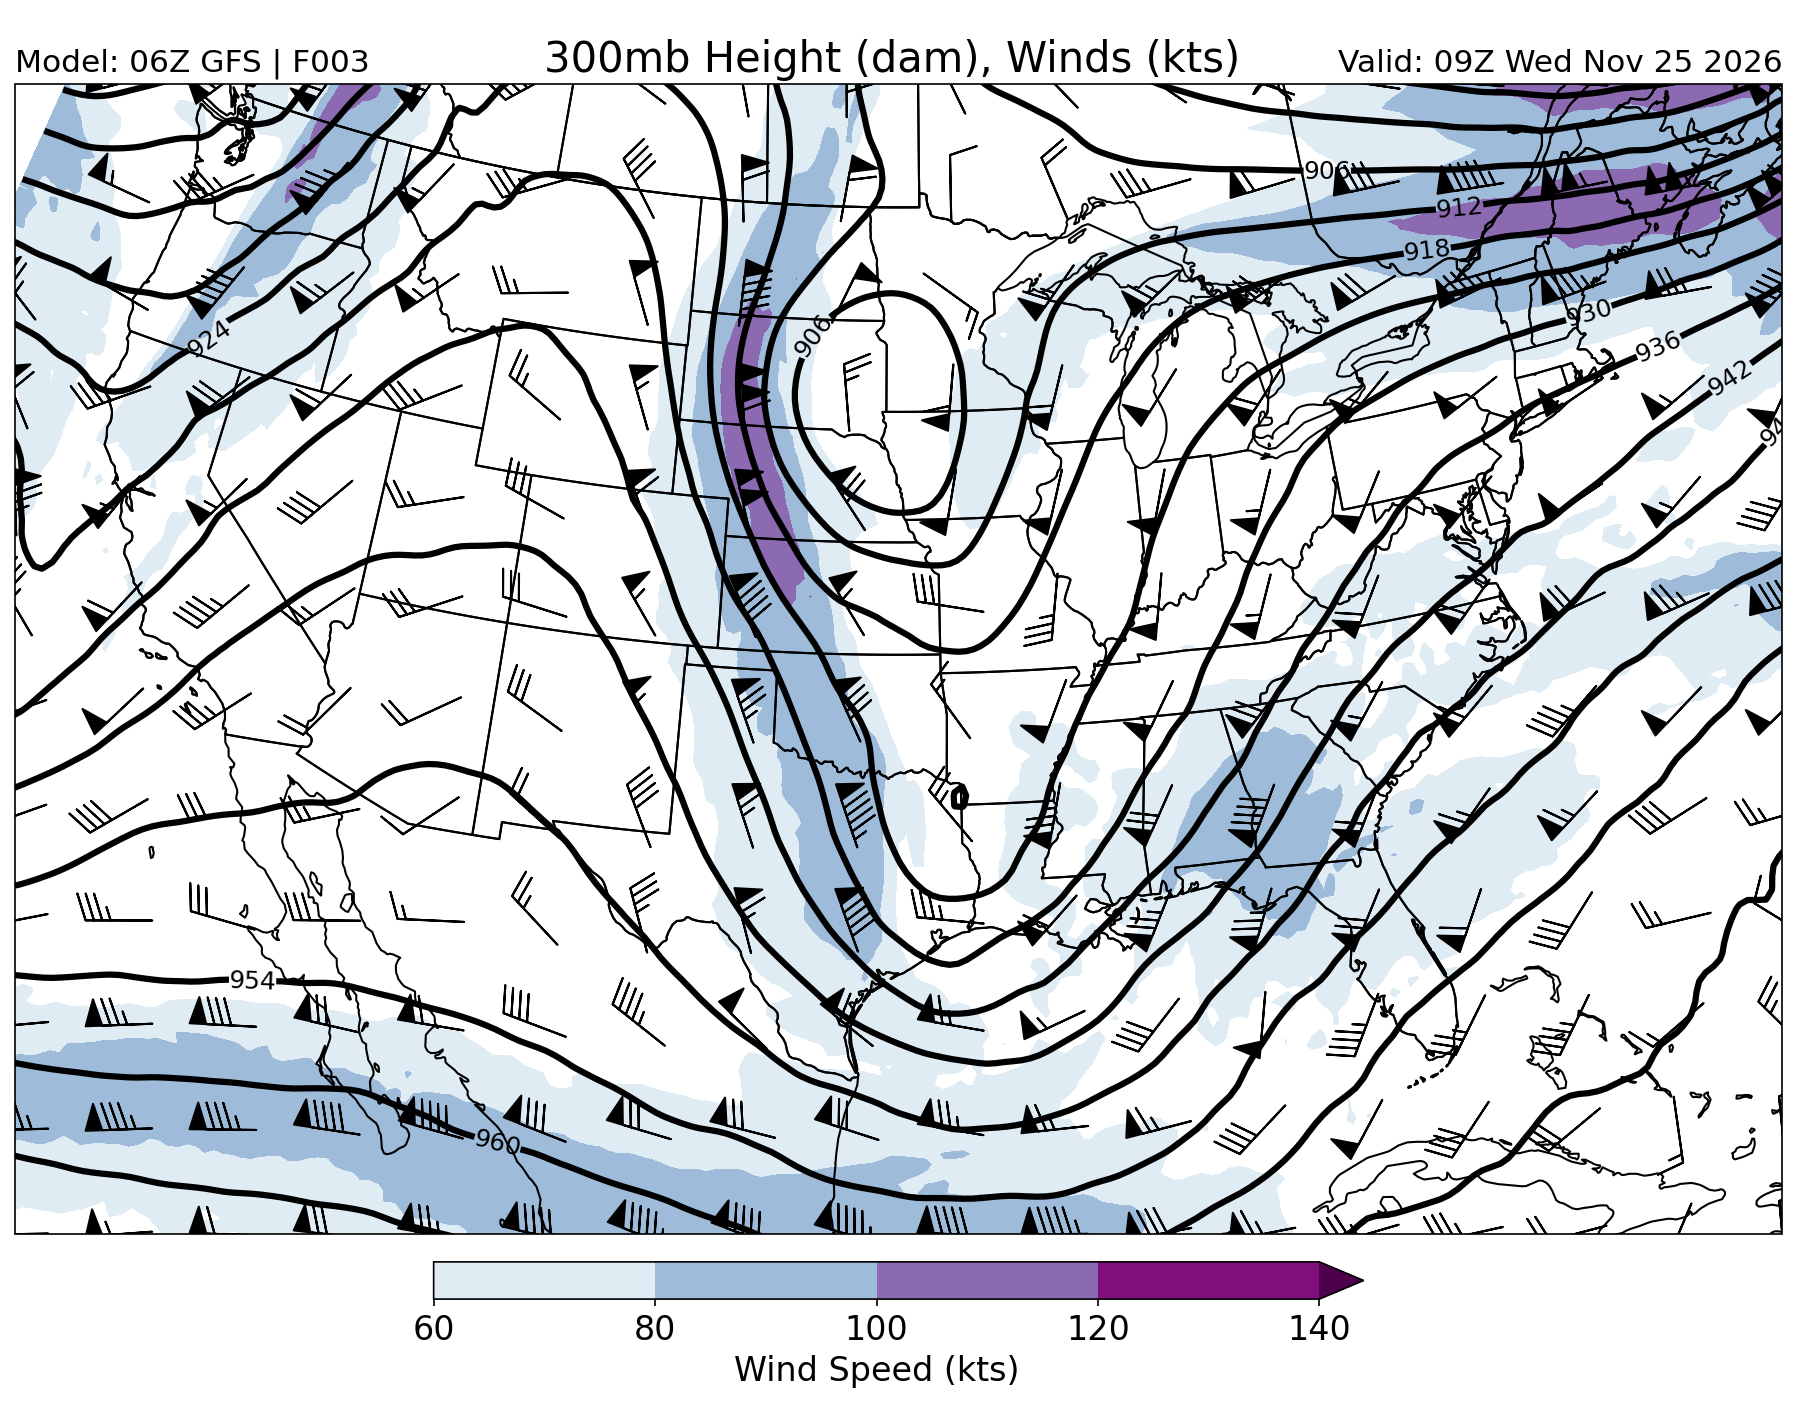 Model: 06Z GFS | F003
300mb Height (dam), Winds (kts)
Valid: 09Z Wed Nov 25 2026
906
912
918
924
906
930
936
942
954
960
60 80 100 120 140
Wind Speed (kts)